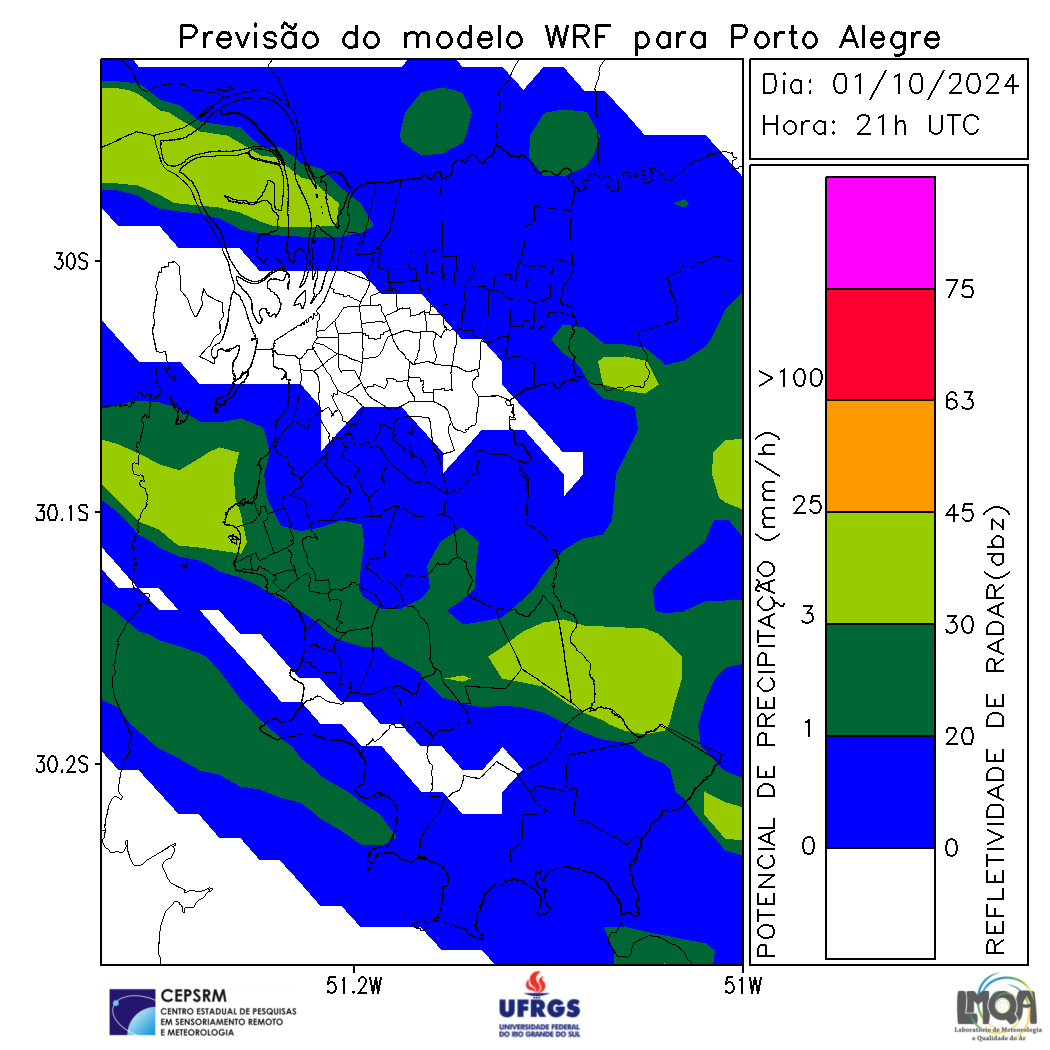 Previsão do modelo WRF para Porto Alegre
Dia: 01/10/2024
Hora: 21h UTC
30S
30.1S
30.2S
51.2W
51W
POTENCIAL DE PRECIPITAÇÃO (mm/h)
>100
25
3
1
0
75
63
45
30
20
0
REFLETIVIDADE DE RADAR(dbz)
CEPSRM
CENTRO ESTADUAL DE PESQUISAS
EM SENSORIAMENTO REMOTO
E METEOROLOGIA
UFRGS
UNIVERSIDADE FEDERAL
DO RIO GRANDE DO SUL
LMQA
Laboratório de Meteorologia
e Qualidade do Ar